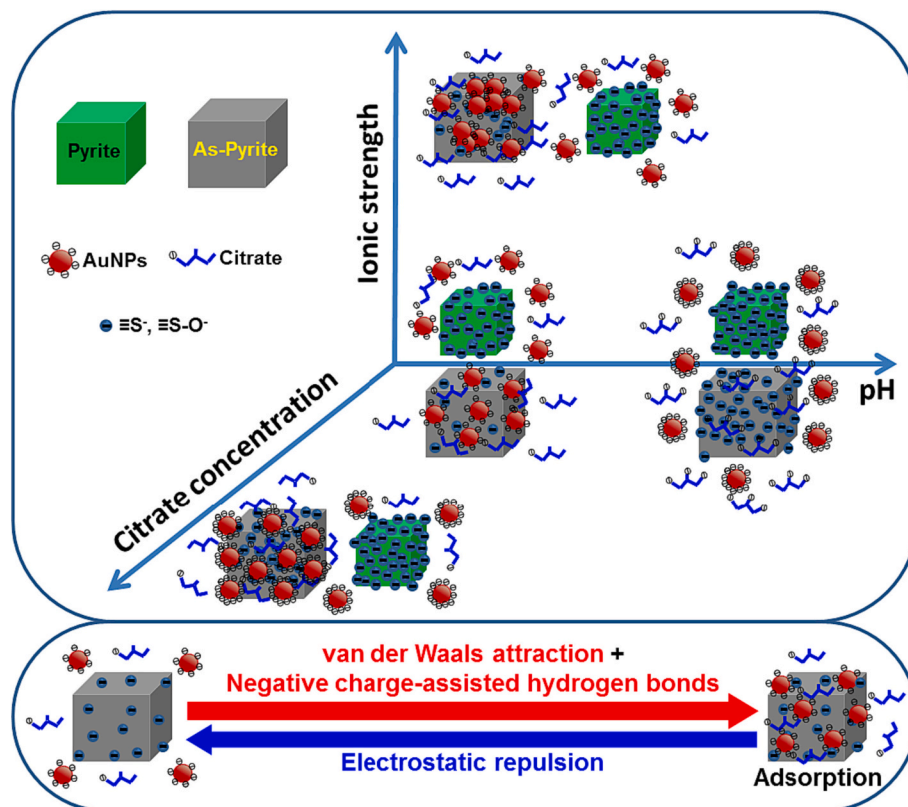 Pyrite
As-Pyrite
AuNPs
Citrate
≡S⁻, ≡S-O⁻
Ionic strength
pH
Citrate concentration
van der Waals attraction +
Negative charge-assisted hydrogen bonds
Electrostatic repulsion
Adsorption